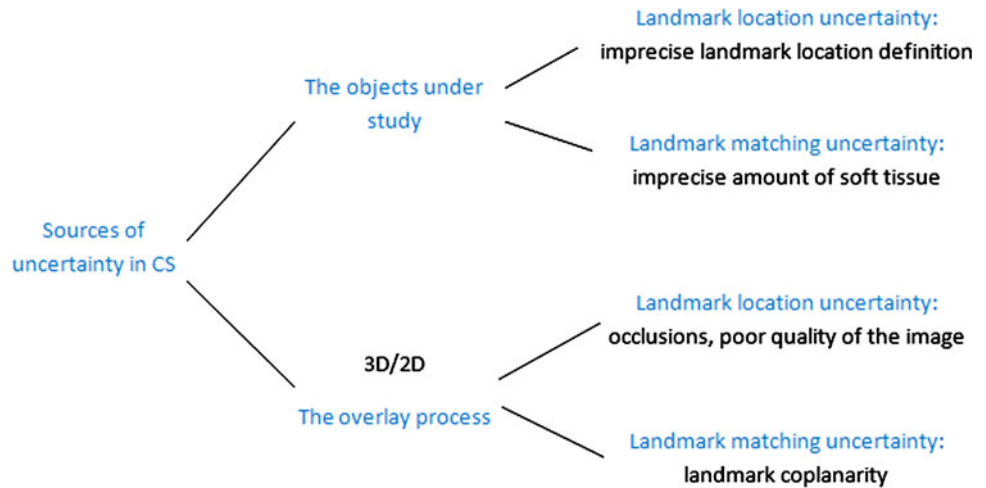 Sources of
uncertainty in CS
The objects under
study
Landmark location uncertainty:
imprecise landmark location definition
Landmark matching uncertainty:
imprecise amount of soft tissue
3D/2D
The overlay process
Landmark location uncertainty:
occlusions, poor quality of the image
Landmark matching uncertainty:
landmark coplanarity